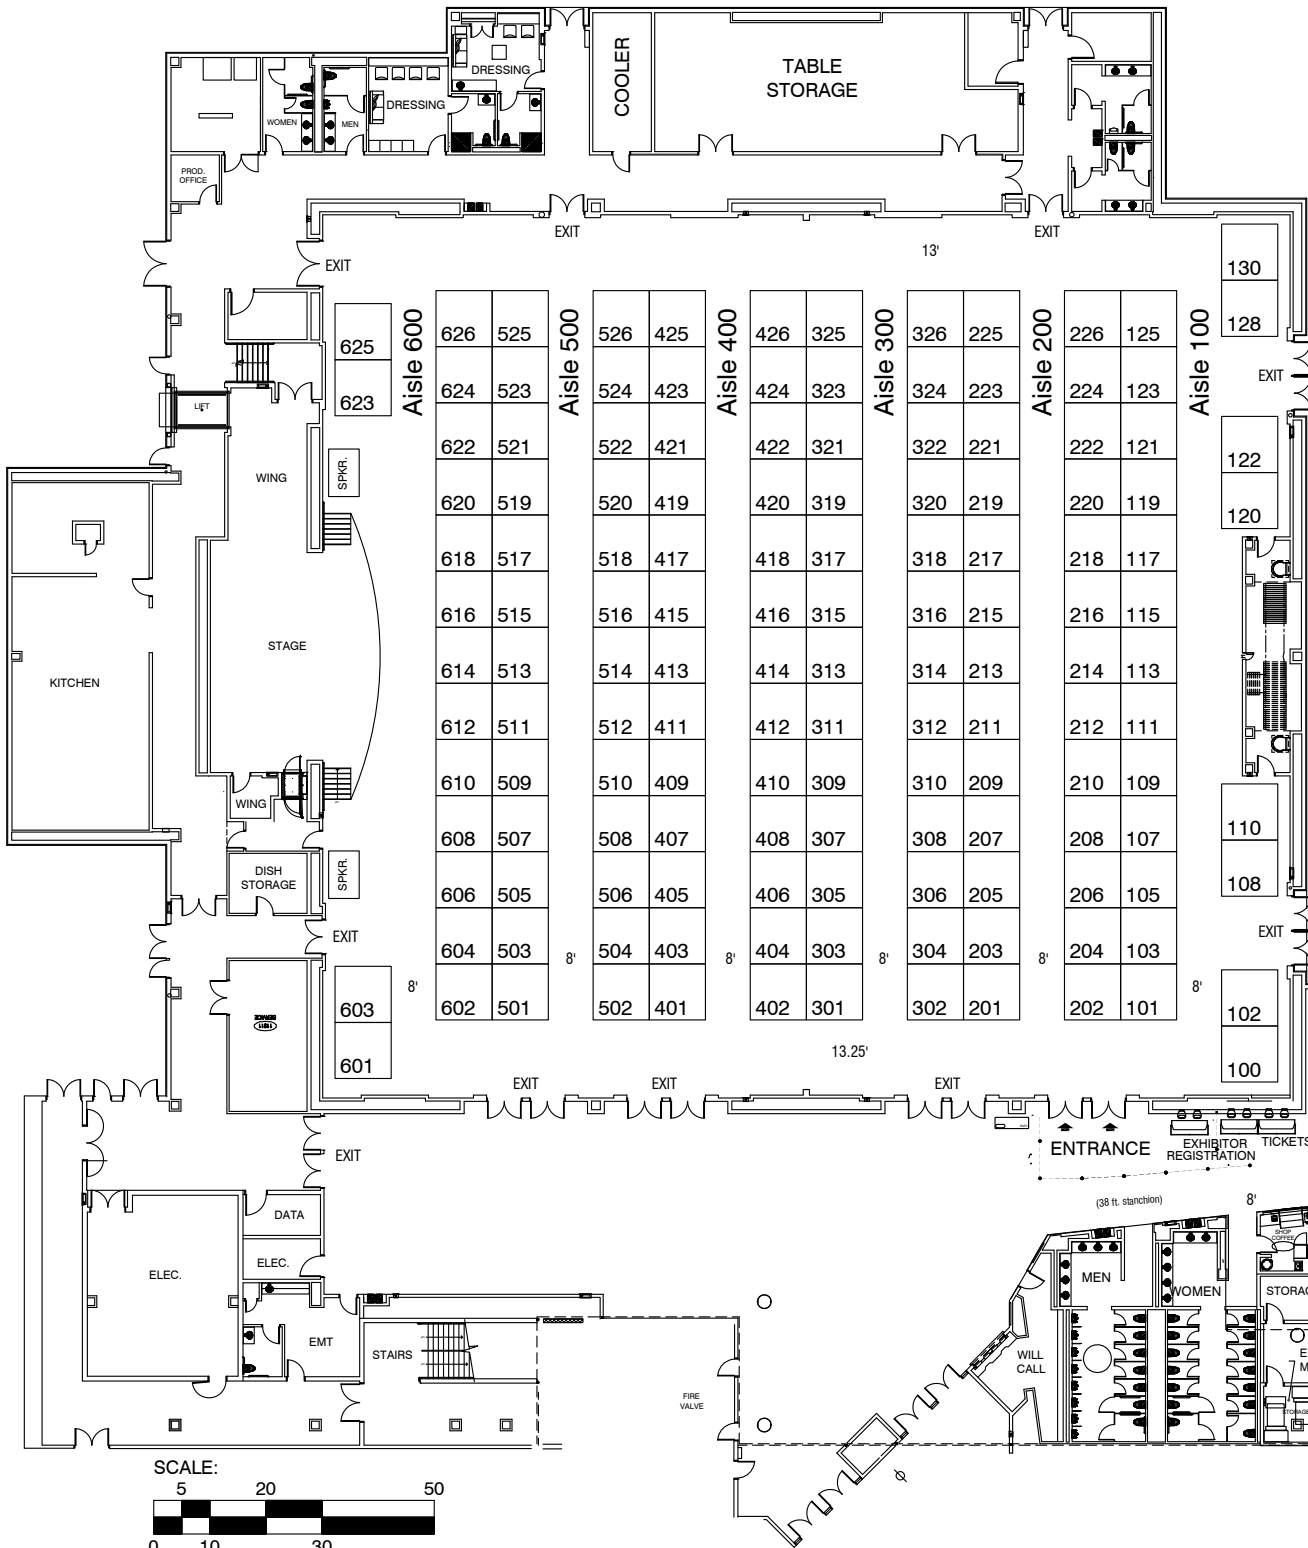 COOLER
TABLE
STORAGE
DRESSING
DRESSING
WOMEN
MEN
PROD.
OFFICE
EXIT
EXIT
EXIT
13'
130
128
625
623
Aisle 600
626 525
Aisle 500
526 425
Aisle 400
426 325
Aisle 300
326 225
Aisle 200
226 125
Aisle 100
EXIT
624 523 524 423 424 323 324 223 224 123
LIFT
WING
SPKR.
622 521 522 421 422 321 322 221 222 121 122
620 519 520 419 420 319 320 219 220 119 120
618 517 518 417 418 317 318 217 218 117
616 515 516 415 416 315 316 215 216 115
STAGE
KITCHEN
614 513 514 413 414 313 314 213 214 113
612 511 512 411 412 311 312 211 212 111
610 509 510 409 410 309 310 209 210 109
WING
608 507 508 407 408 307 308 207 208 107 110
DISH
STORAGE
SPKR.
606 505 506 405 406 305 306 205 206 105 108
EXIT
EXIT
604 503 504 403 404 303 304 203 204 103
8' 8' 8' 8' 8' 8'
603 602 501 502 401 402 301 302 201 202 101 102
SERVICE
601
13.25'
100
EXIT EXIT EXIT
EXIT
ENTRANCE
EXHIBITOR
REGISTRATION
TICKETS
(38 ft. stanchion)
8'
DATA
ELEC.
ELEC.
EMT
STAIRS
SHOP
COFFEE
MEN
WOMEN
STORAG
WILL
CALL
E
M
STORAGE
FIRE
VALVE
SCALE:
5 20 50
0 10 30